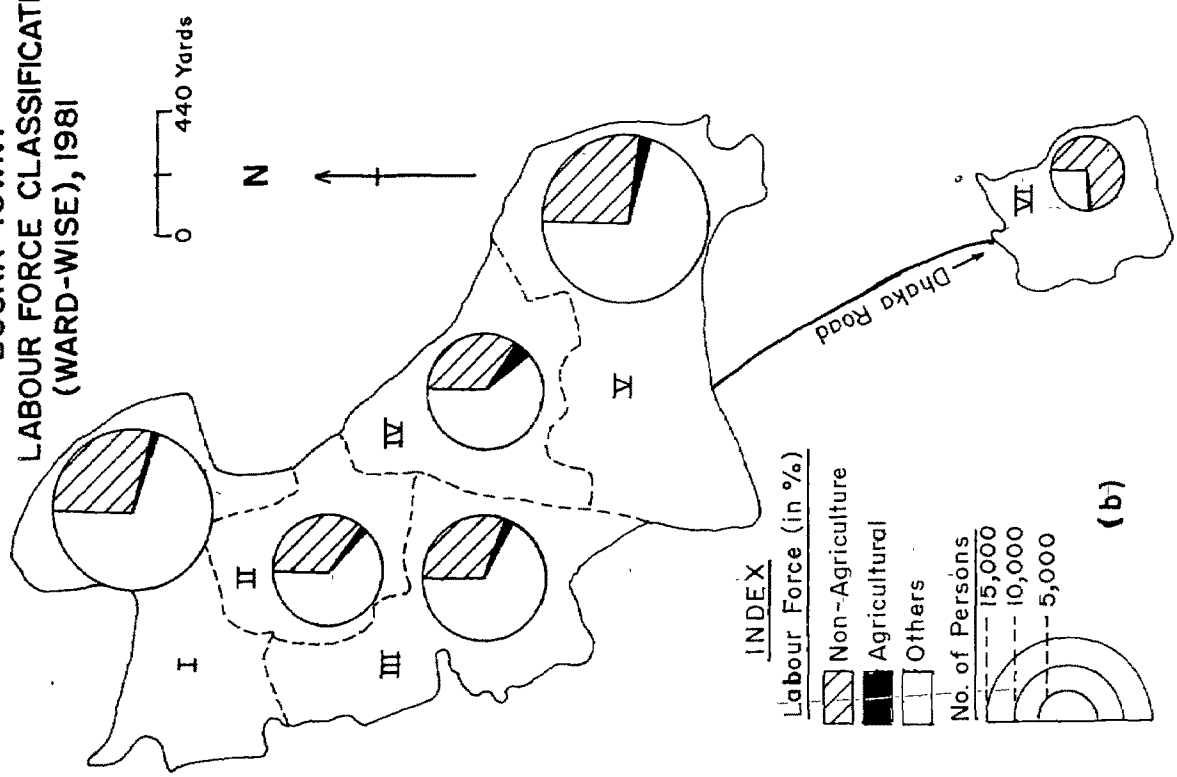 LABOUR FORCE CLASSIFICATI
(WARD-WISE), 1981
0 440 Yards
N
I
II
III
IV
V
VI
Dhaka Road
INDEX
Labour Force (in %)
Non-Agriculture
Agricultural
Others
No. of Persons
15,000
10,000
5,000
(b)